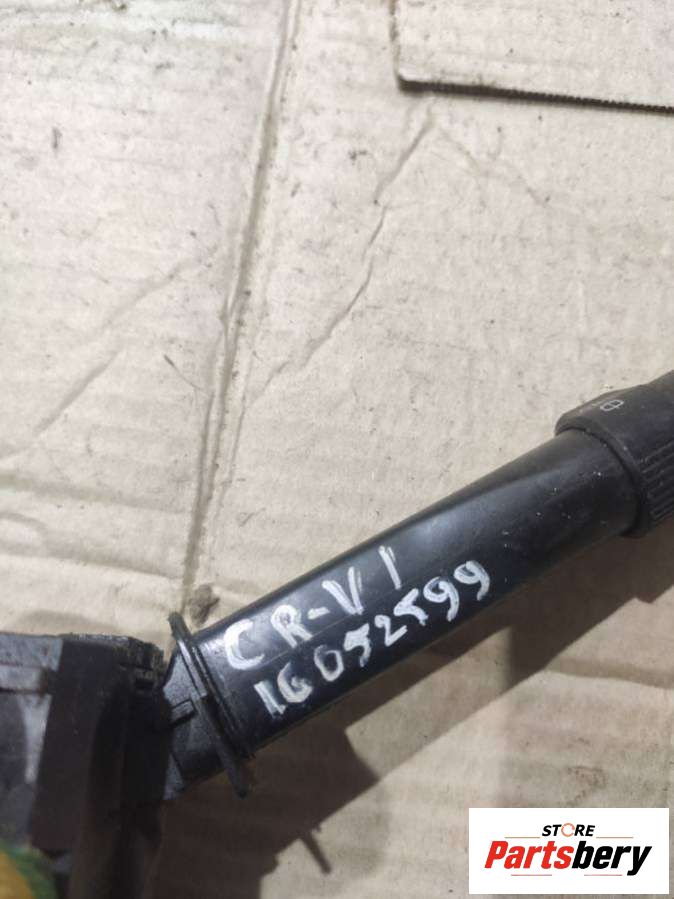 CR-V 1
16052599
STORE
Partsbery